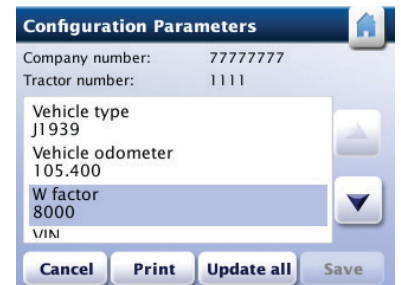 Configuration Parameters
Company number: 77777777
Tractor number: 1111
Vehicle type
J1939
Vehicle odometer
105.400
W factor
8000
VIN
Cancel Print Update all Save